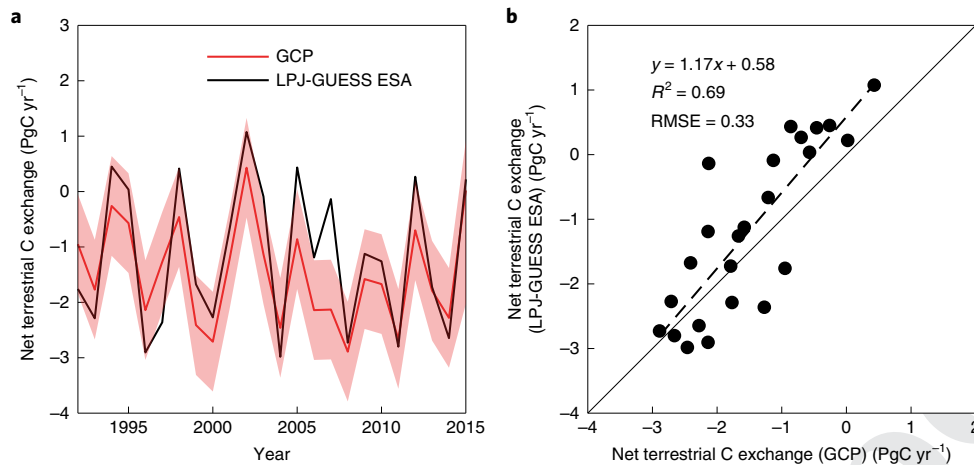 a
3
2
1
0
−1
−2
−3
−4
Net terrestrial C exchange (PgC yr⁻¹)
GCP
LPJ-GUESS ESA
1995
2000
2005
2010
2015
Year
b
2
1
0
−1
−2
−3
−4
Net terrestrial C exchange
(LPJ-GUESS ESA) (PgC yr⁻¹)
y = 1.17x + 0.58
R² = 0.69
RMSE = 0.33
−4
−3
−2
−1
0
1
2
Net terrestrial C exchange (GCP) (PgC yr⁻¹)